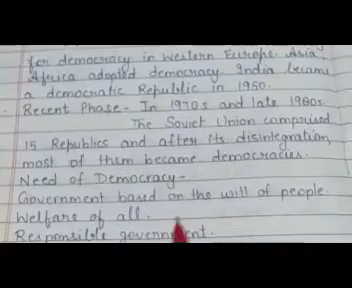 for democracy in Western Europe. Asia,
Africa adopted democracy. India became
a democratic Republic in 1950.
Recent Phase- In 1970s and late 1980s.
The Soviet Union comprised
15 Republics and after its disintegration,
most of them became democracies.
Need of Democracy-
Government based on the will of people.
Welfare of all.
Responsible government.